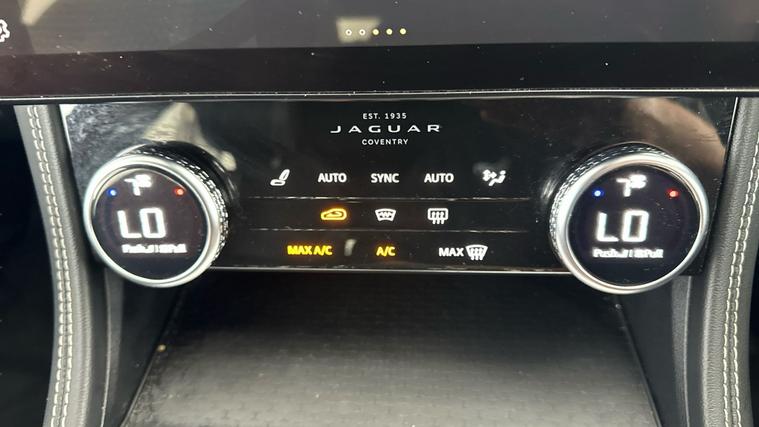 EST. 1935
JAGUAR
COVENTRY
AUTO SYNC AUTO
LO
LO
MAX A/C A/C MAX